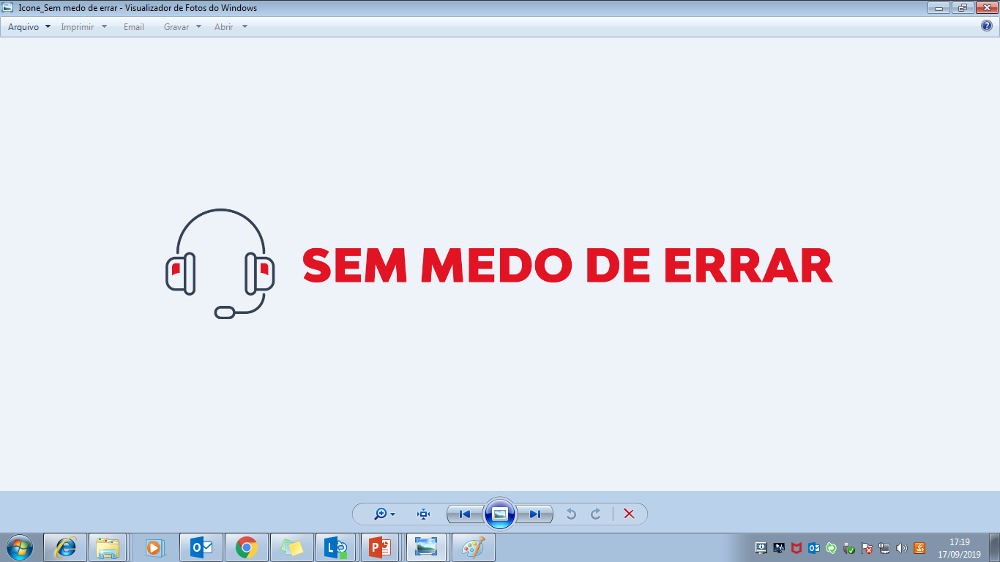 Icone_Sem medo de errar - Visualizador de Fotos do Windows
Arquivo Imprimir Email Gravar Abrir
SEM MEDO DE ERRAR
17:19
17/09/2019